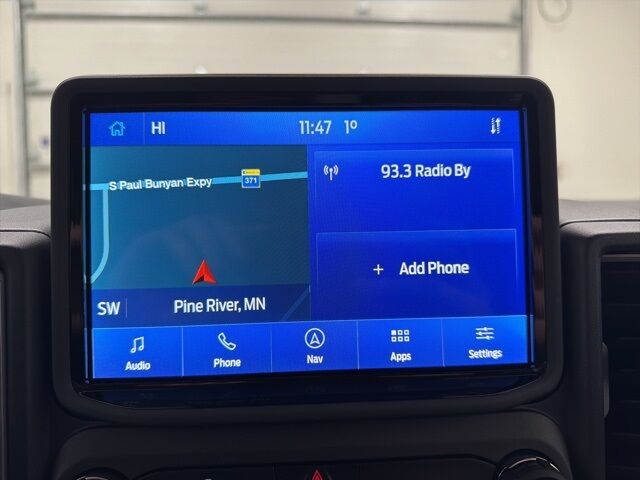 HI
11:47 1º
S Paul Bunyan Expy
371
93.3 Radio By
+ Add Phone
SW
Pine River, MN
Audio
Phone
Nav
Apps
Settings